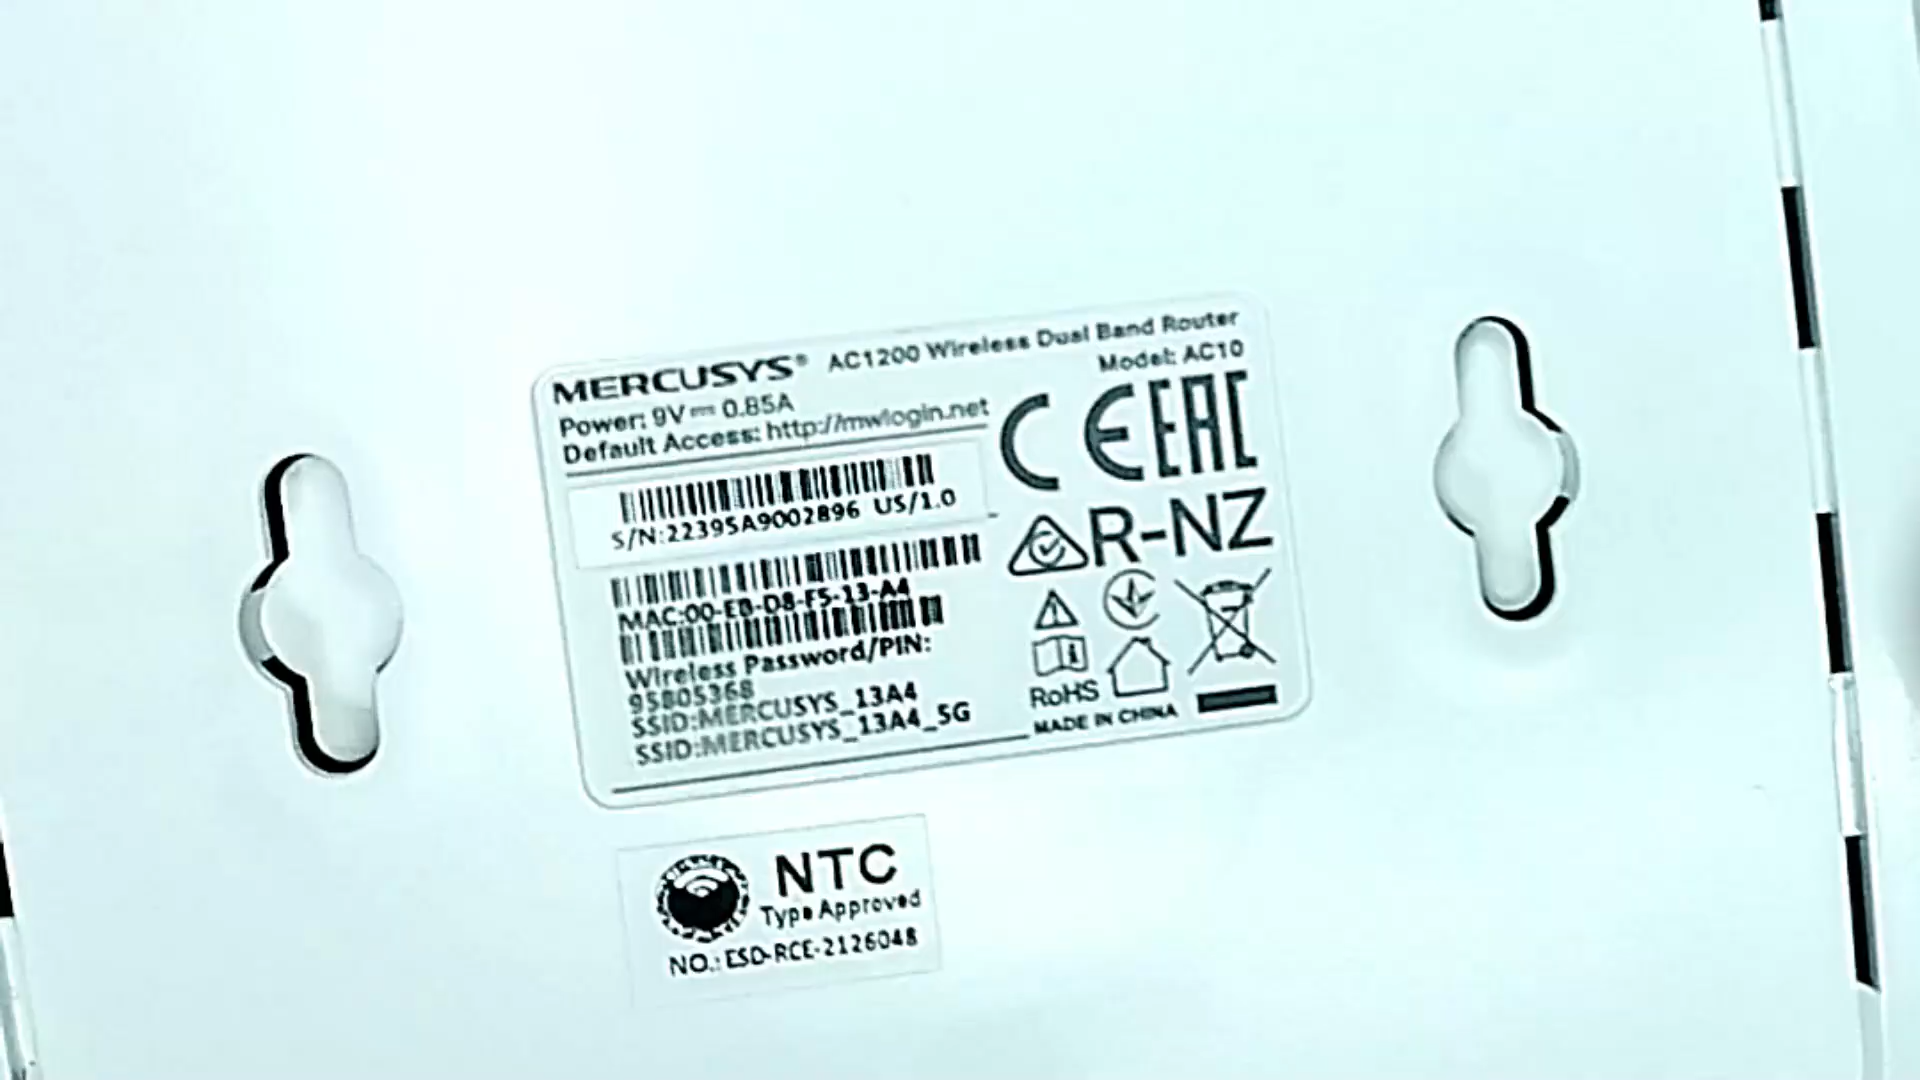 MERCUSYS® AC1200 Wireless Dual Band Router
Model: AC10
Power: 9V⎓0.85A
Default Access: http://mwlogin.net
CE EAC
S/N:22395A9002896 US/1.0
R-NZ
MAC:00-EB-D8-F5-13-A4
Wireless Password/PIN:
95805368
SSID:MERCUSYS_13A4
SSID:MERCUSYS_13A4_5G
RoHS
MADE IN CHINA
NTC
Type Approved
NO.: ESD-RCE-2126048